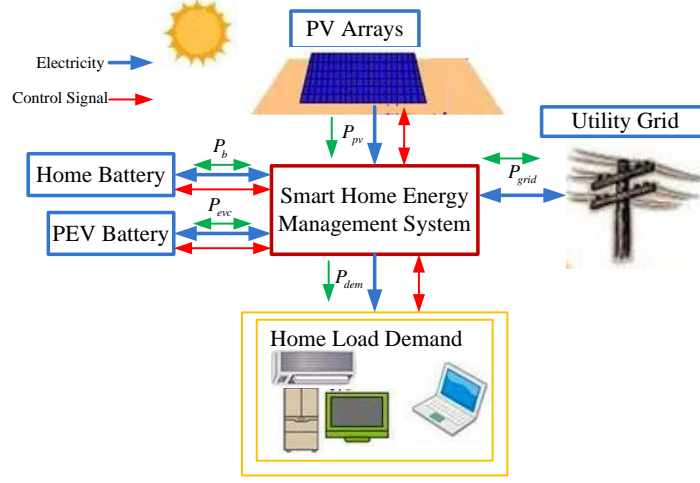 PV Arrays
Electricity
Control Signal
P_pv
Utility Grid
P_b
Home Battery
P_grid
Smart Home Energy
Management System
P_evc
PEV Battery
P_dem
Home Load Demand